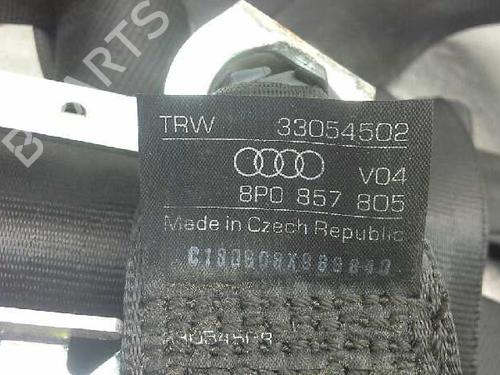 TRW 33054502
V04
8P0 857 805
Made in Czech Republic